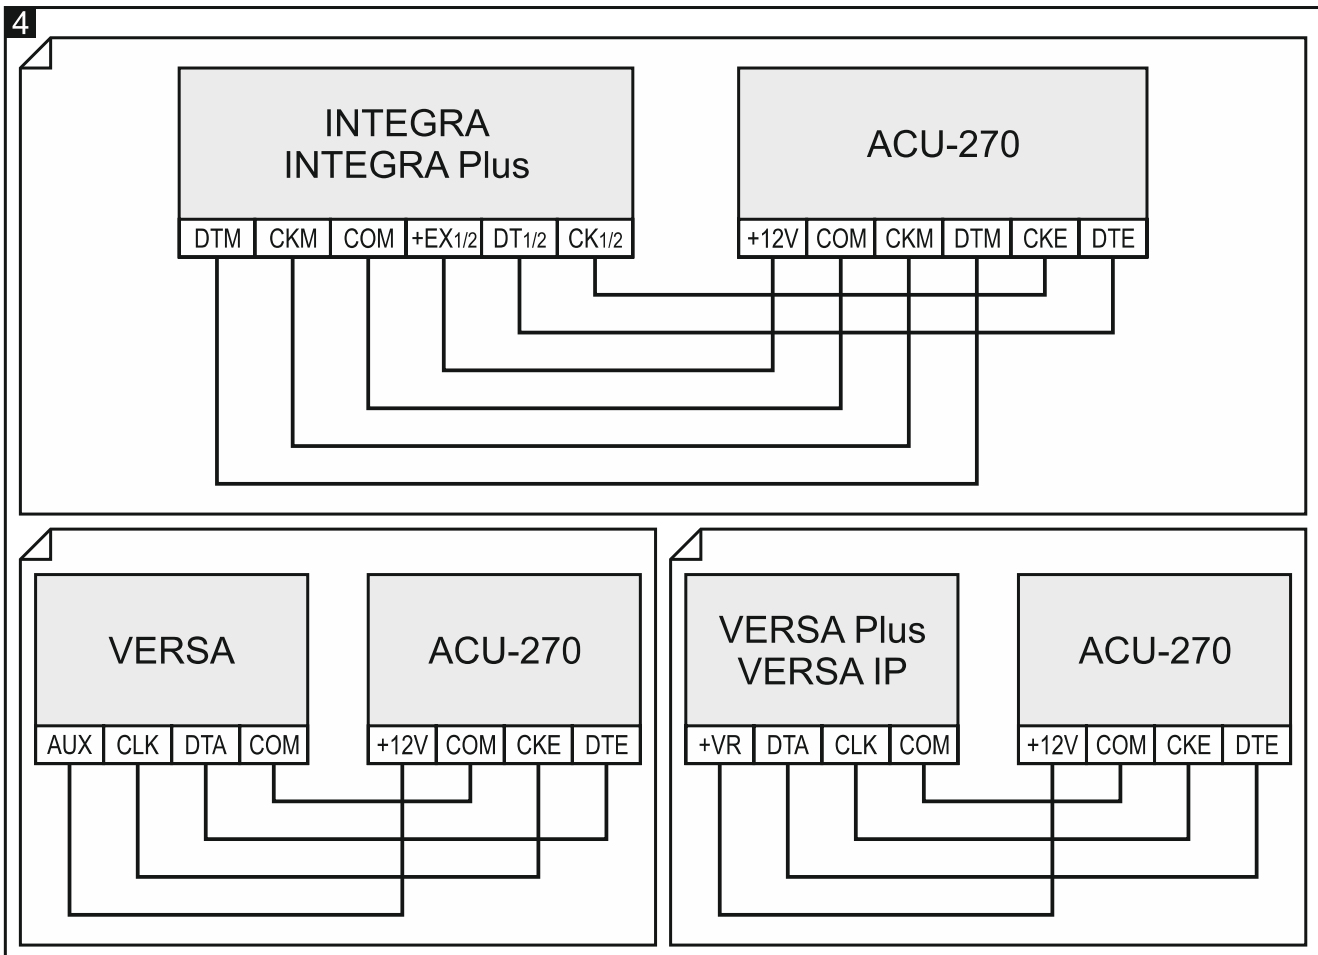 4
INTEGRA
INTEGRA Plus
DTM CKM COM +EX1/2 DT1/2 CK1/2
ACU-270
+12V COM CKM DTM CKE DTE
VERSA
AUX CLK DTA COM
ACU-270
+12V COM CKE DTE
VERSA Plus
VERSA IP
+VR DTA CLK COM
ACU-270
+12V COM CKE DTE